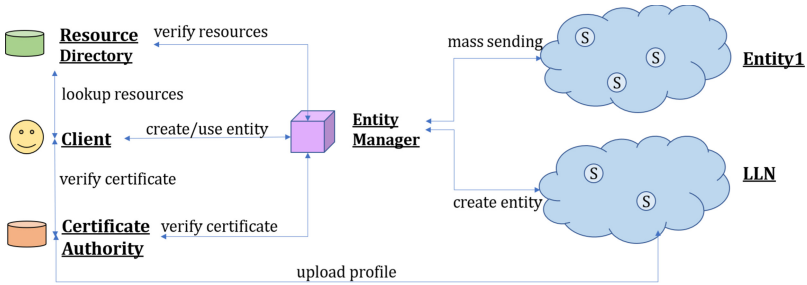 Resource
Directory
verify resources
mass sending
S
S
S
Entity1
lookup resources
Client
create/use entity
Entity
Manager
verify certificate
S
S
LLN
create entity
Certificate
Authority
verify certificate
upload profile